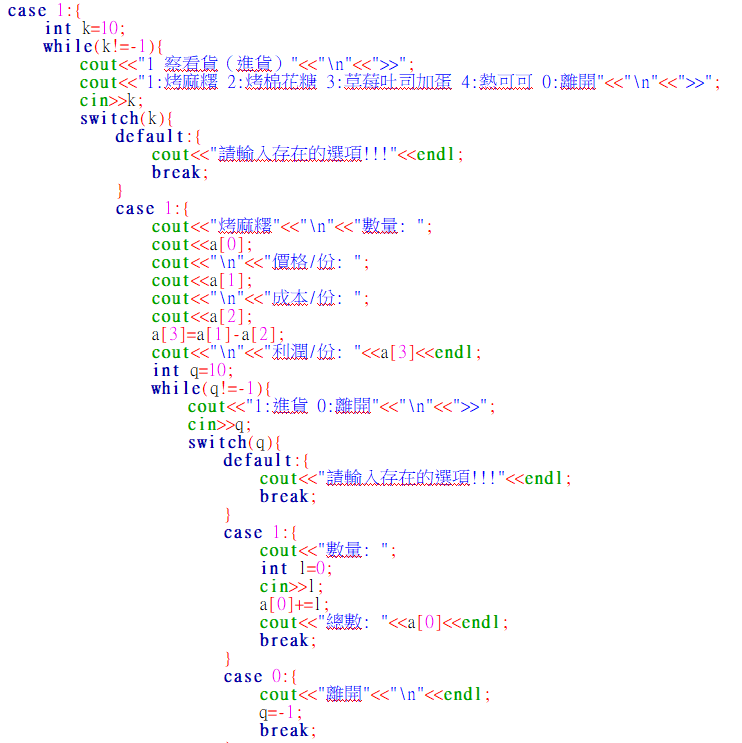 case 1:{
int k=10;
while(k!=-1){
cout<<"1 察看貨（進貨）"<<"\n"<<">>";
cout<<"1:烤麻糬 2:烤棉花糖 3:草莓吐司加蛋 4:熱可可 0:離開"<<"\n"<<">>";
cin>>k;
switch(k){
default:{
cout<<"請輸入存在的選項!!!"<<endl;
break;
}
case 1:{
cout<<"烤麻糬"<<"\n"<<"數量: ";
cout<<a[0];
cout<<"\n"<<"價格/份: ";
cout<<a[1];
cout<<"\n"<<"成本/份: ";
cout<<a[2];
a[3]=a[1]-a[2];
cout<<"\n"<<"利潤/份: "<<a[3]<<endl;
int q=10;
while(q!=-1){
cout<<"1:進貨 0:離開"<<"\n"<<">>";
cin>>q;
switch(q){
default:{
cout<<"請輸入存在的選項!!!"<<endl;
break;
}
case 1:{
cout<<"數量: ";
int l=0;
cin>>l;
a[0]+=l;
cout<<"總數: "<<a[0]<<endl;
break;
}
case 0:{
cout<<"離開"<<"\n"<<endl;
q=-1;
break;